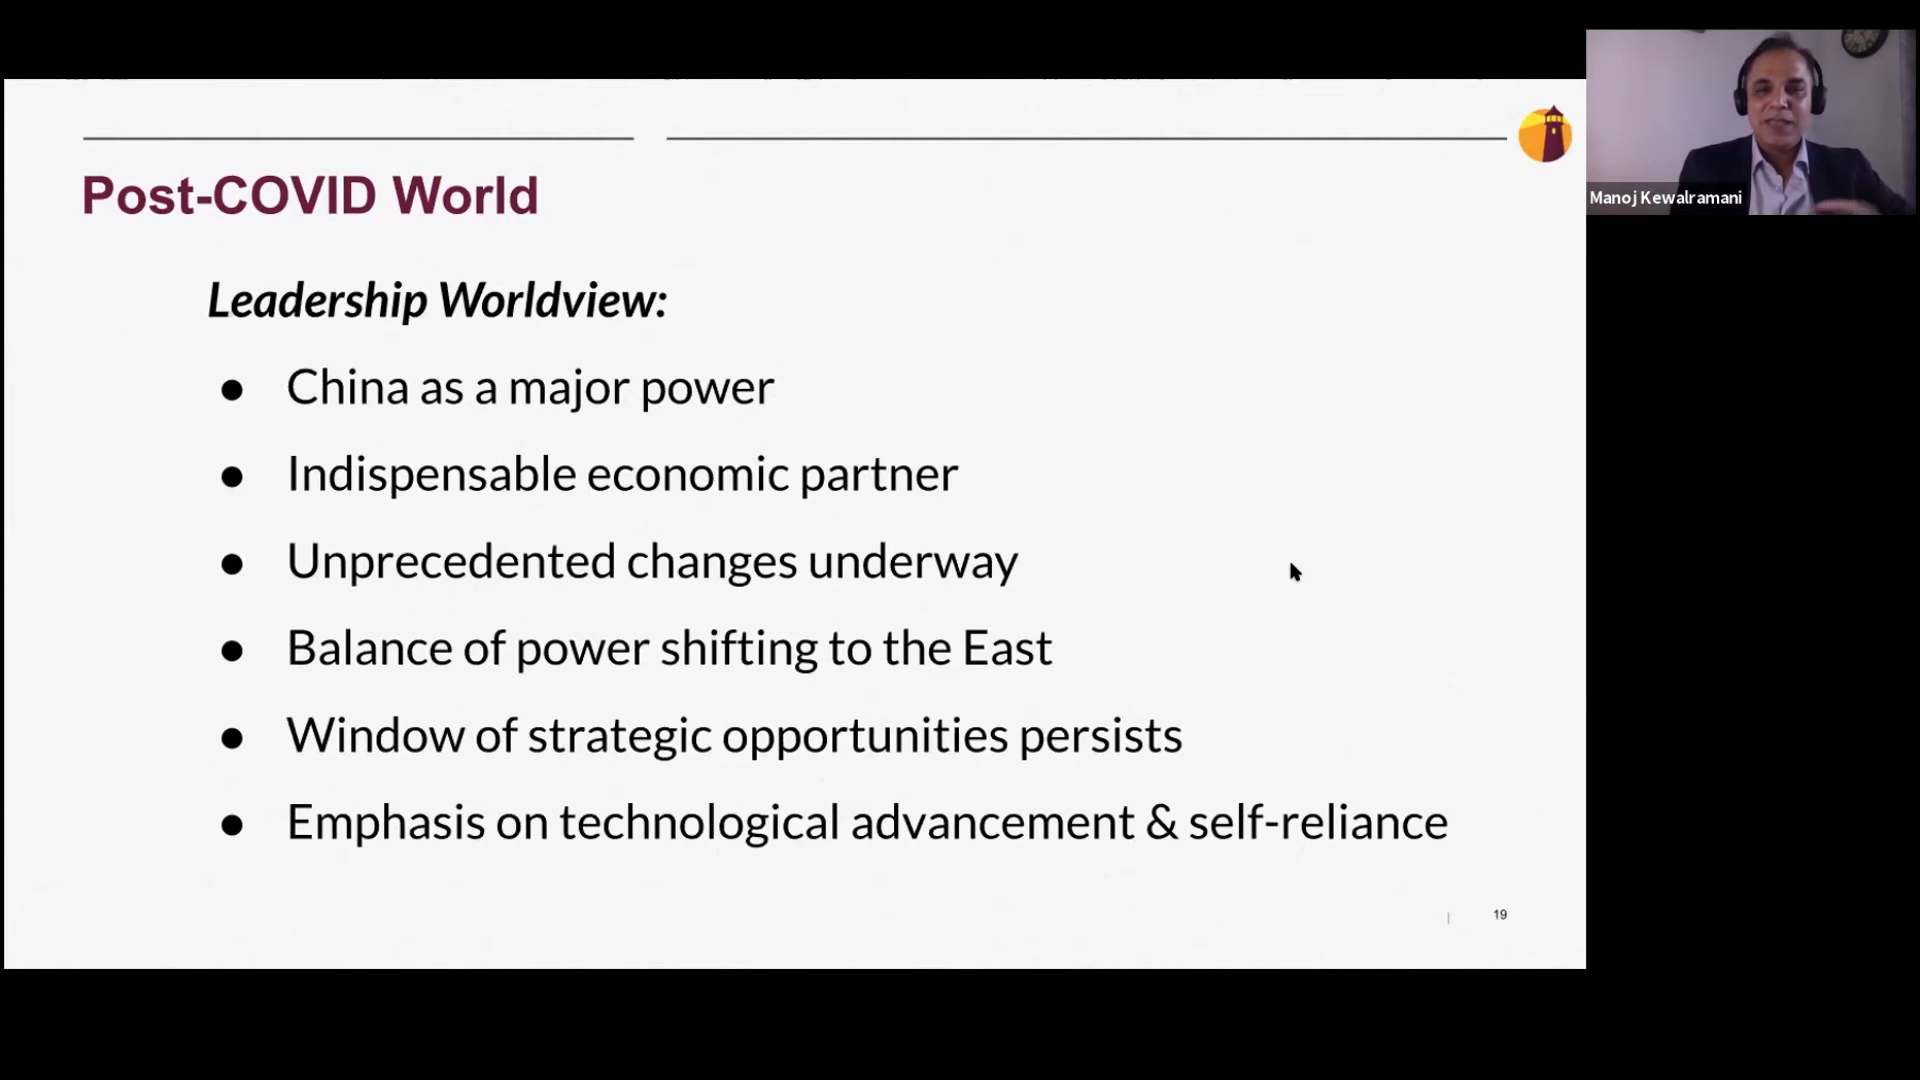 Post-COVID World
Leadership Worldview:
● China as a major power
● Indispensable economic partner
● Unprecedented changes underway
● Balance of power shifting to the East
● Window of strategic opportunities persists
● Emphasis on technological advancement & self-reliance
| 19
Manoj Kewalramani